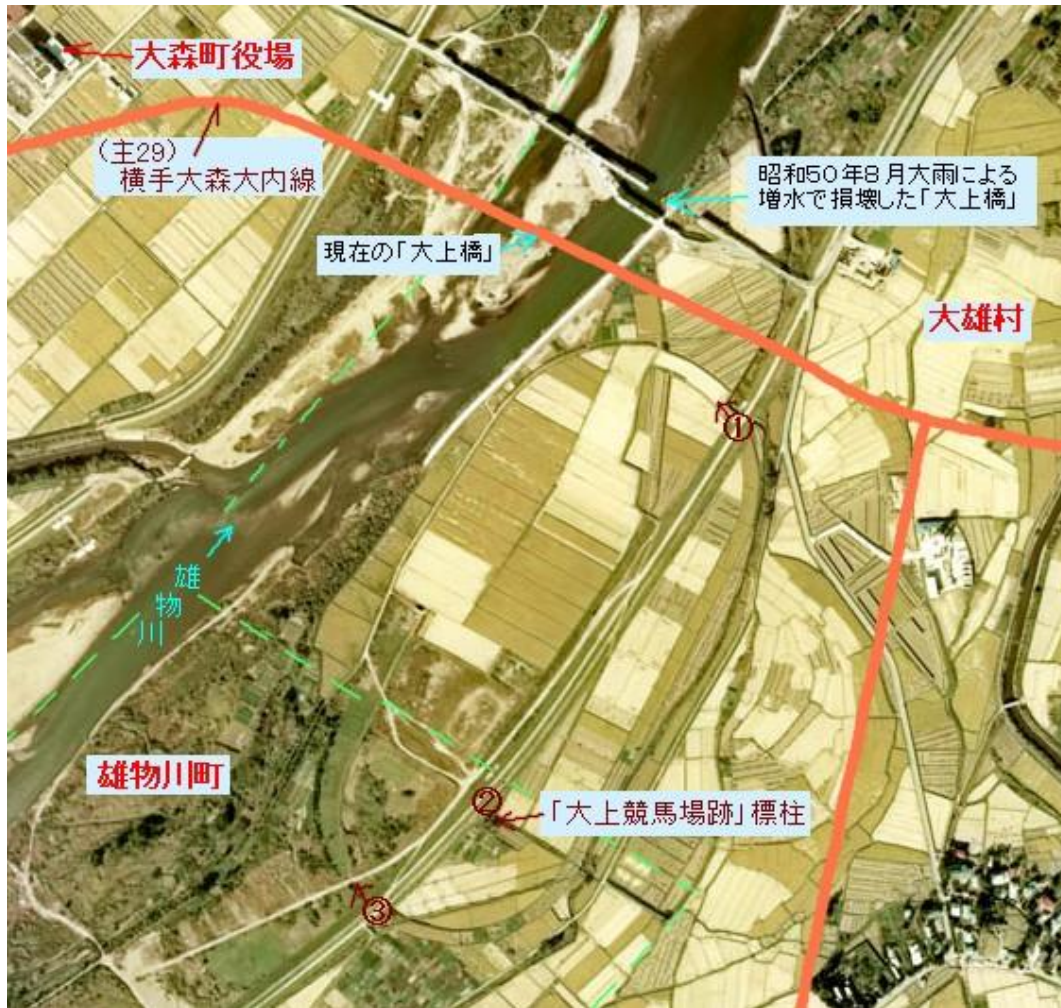 大森町役場
(主29)
横手大森大内線
昭和50年8月大雨による
増水で損壊した「大上橋」
現在の「大上橋」
大雄村
①
雄物川
雄物川町
②
「大上競馬場跡」標柱
③